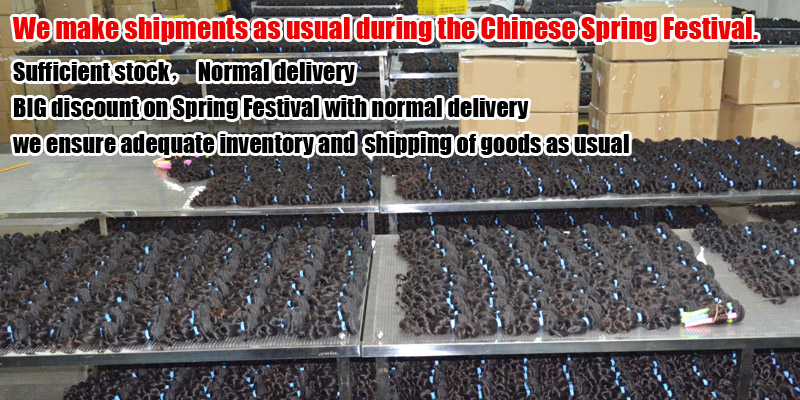 We make shipments as usual during the Chinese Spring Festival.
Sufficient stock， Normal delivery
BIG discount on Spring Festival with normal delivery
we ensure adequate inventory and shipping of goods as usual